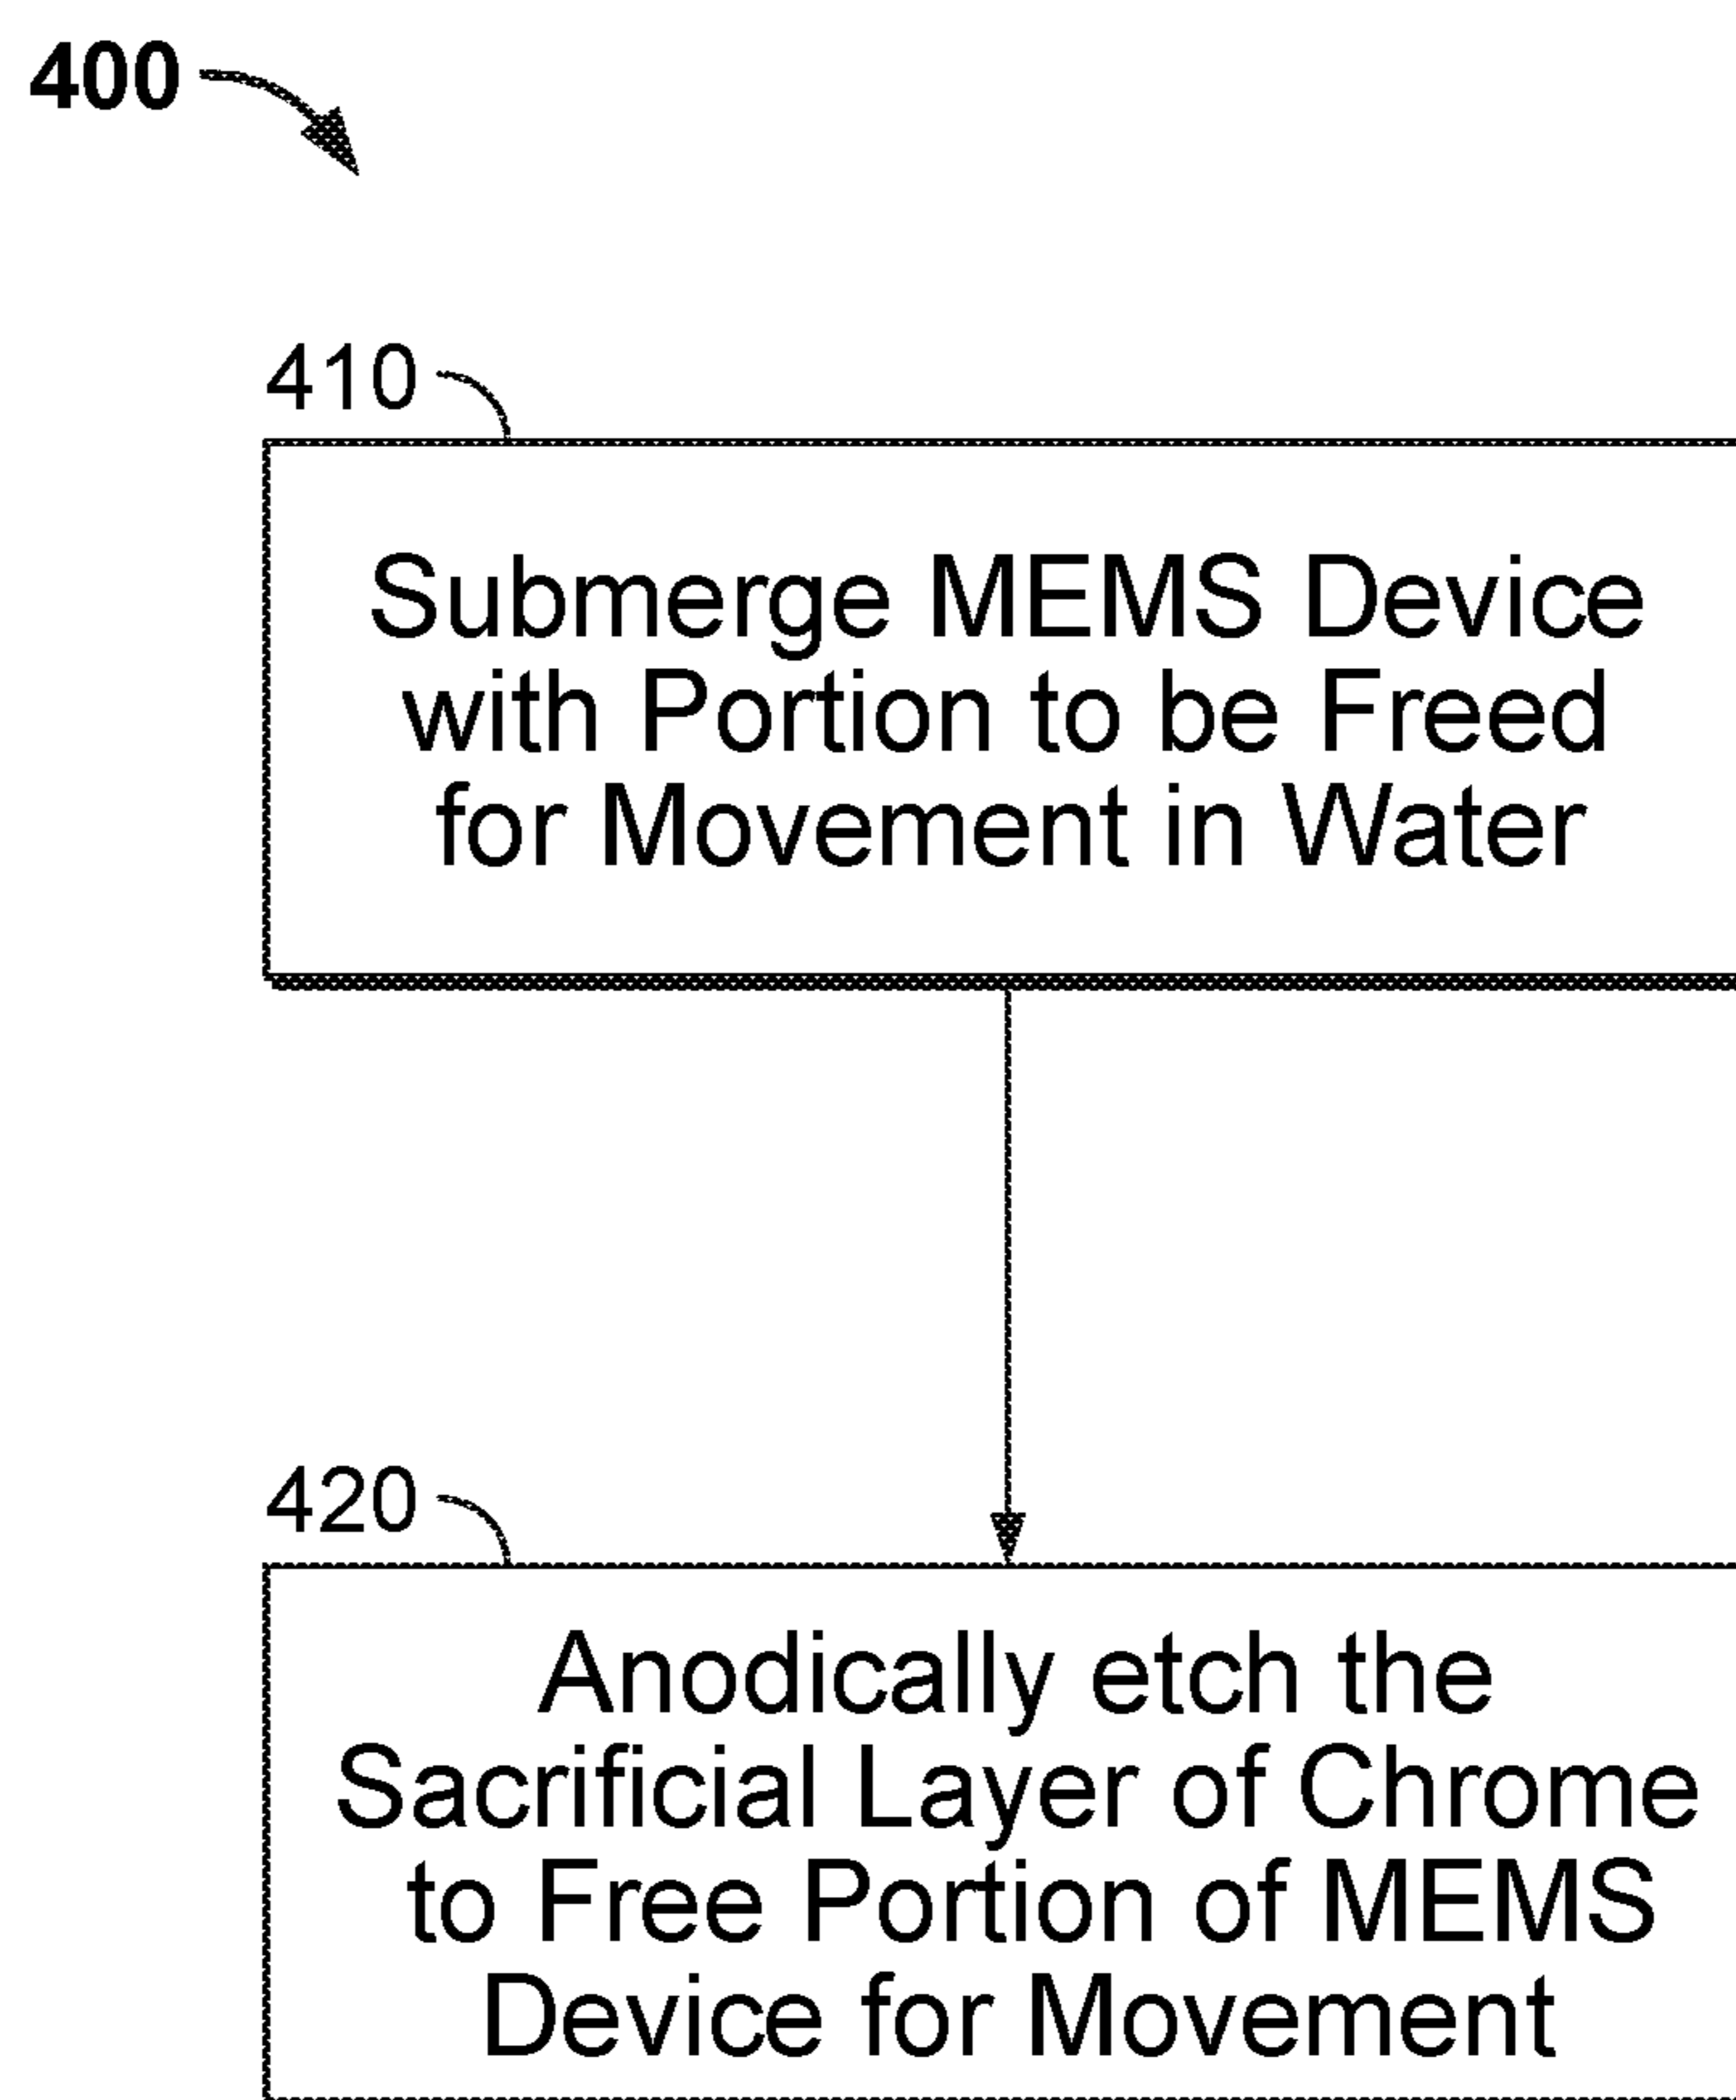 400
410
Submerge MEMS Device
with Portion to be Freed
for Movement in Water
420
Anodically etch the
Sacrificial Layer of Chrome
to Free Portion of MEMS
Device for Movement